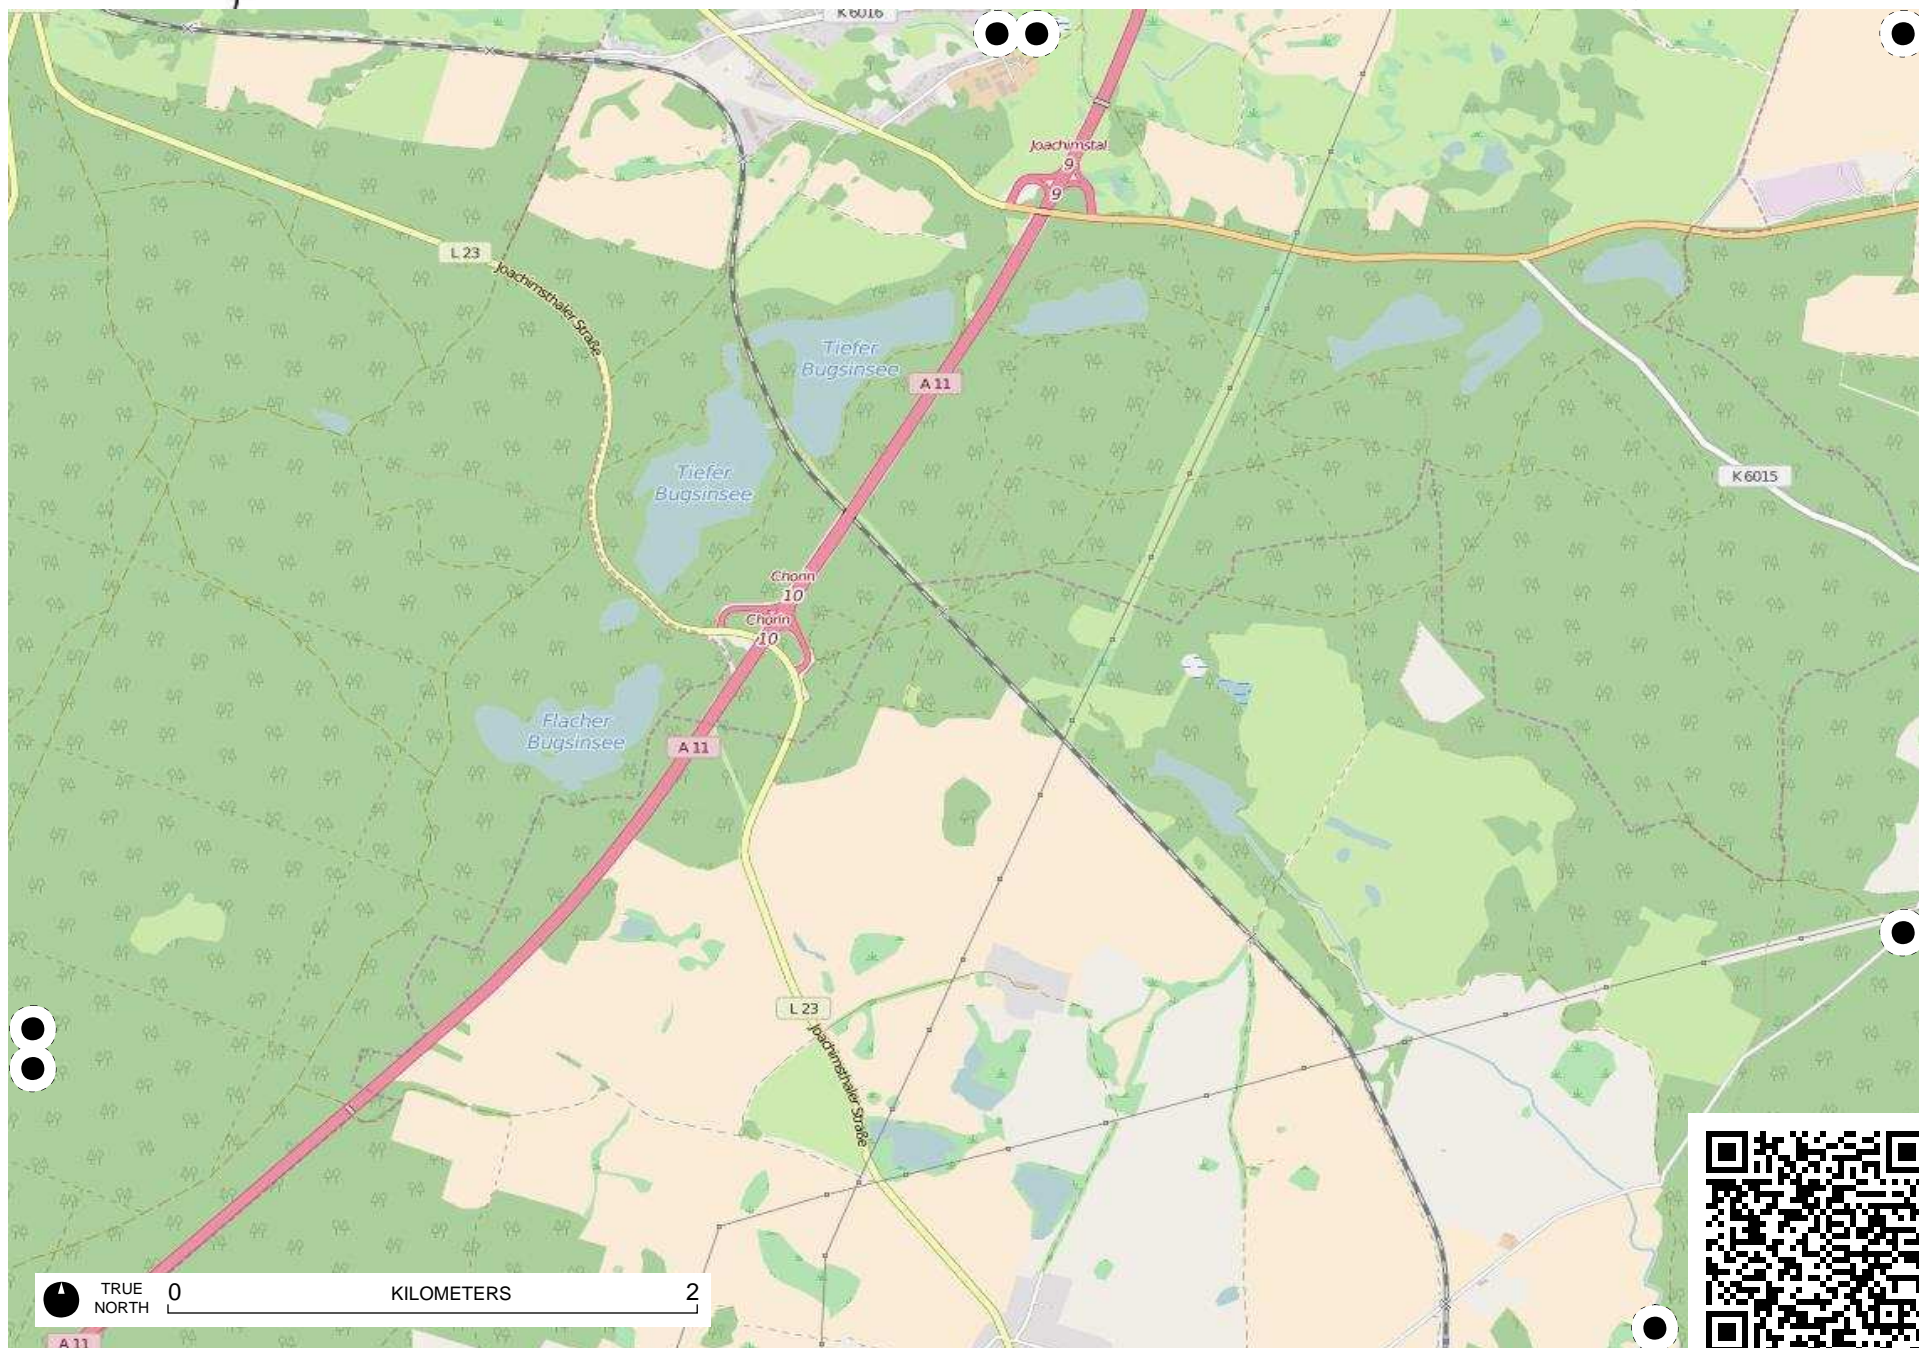 K 6016
Joachimstal
9
9
L 23
Joachimsthaler Straße
Tiefer
Bugsinsee
A 11
Tiefer
Bugsinsee
K 6015
Chorin
10
Chorin
10
Flacher
Bugsinsee
A 11
L 23
Joachimsthaler Straße
TRUE
NORTH
0
KILOMETERS
2
A 11